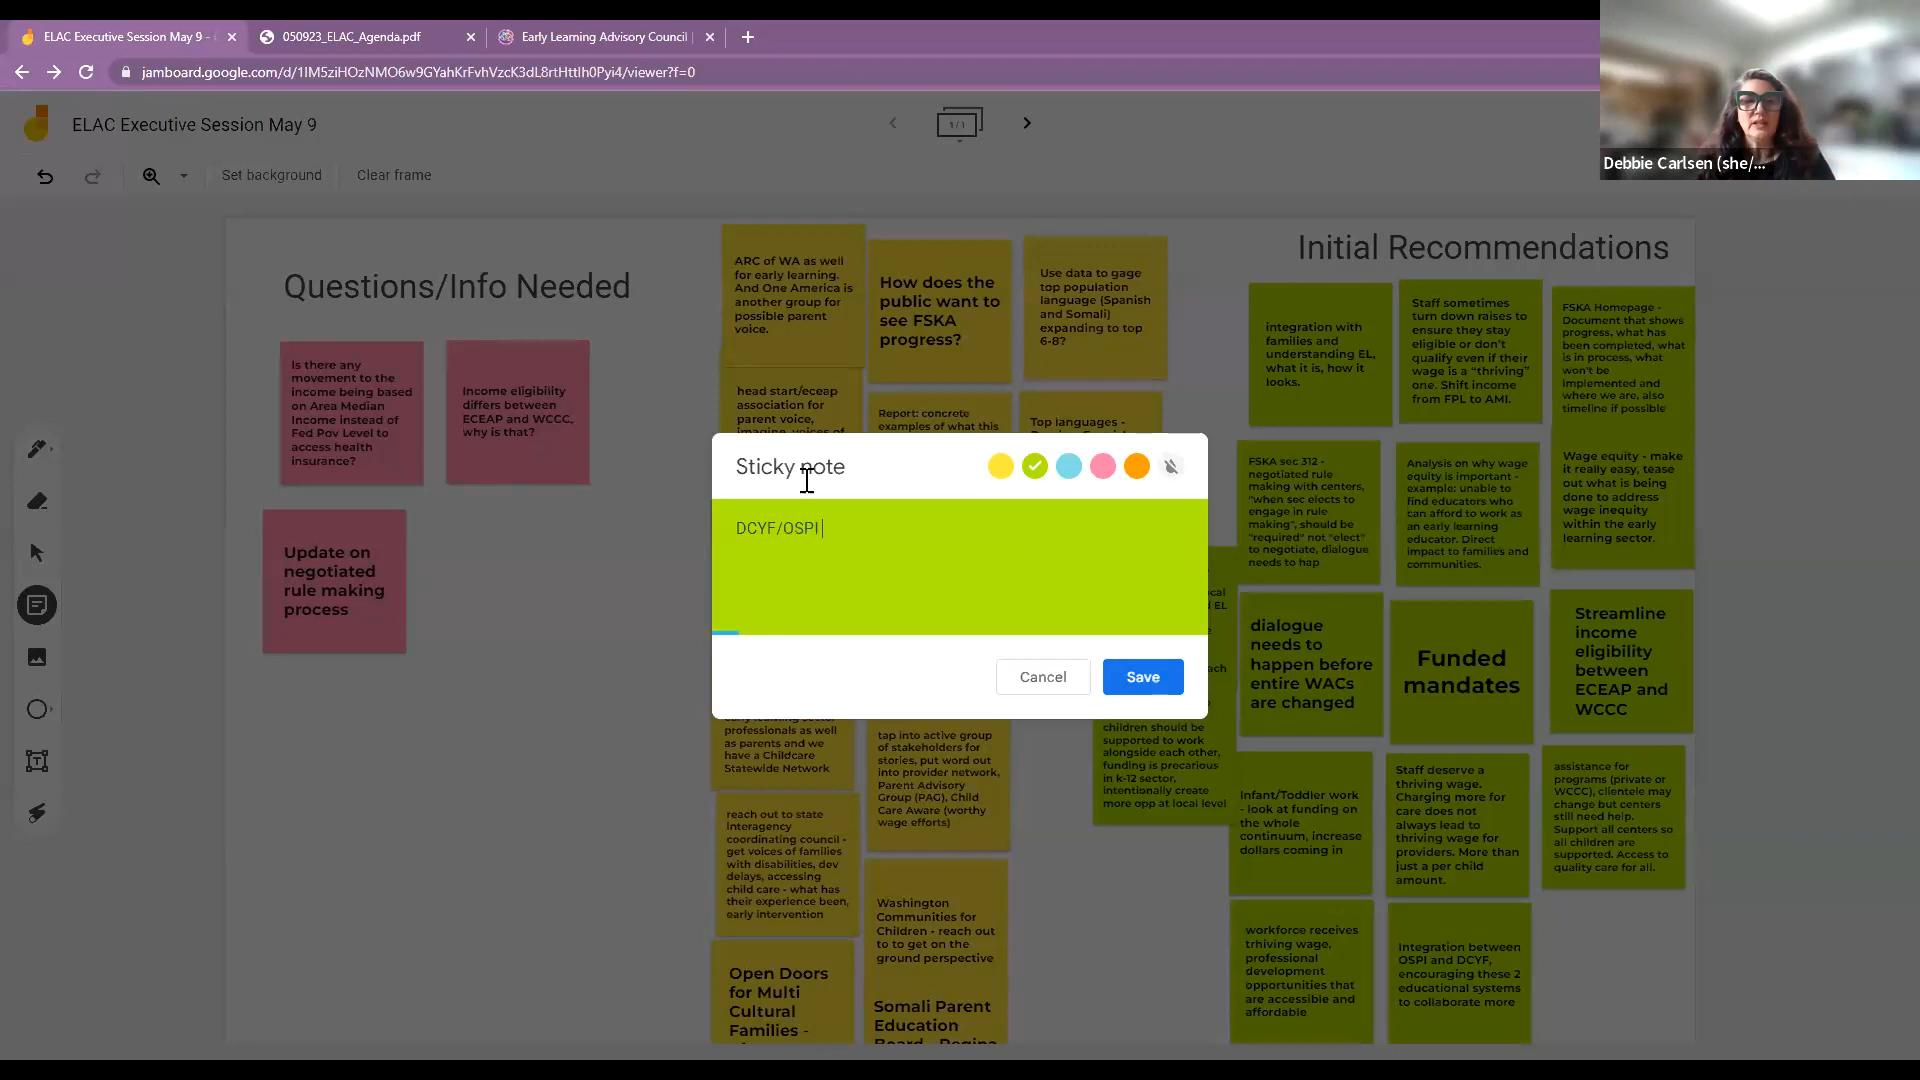 ELAC Executive Session May 9 -
050923_ELAC_Agenda.pdf
Early Learning Advisory Council |
jamboard.google.com/d/1IM5ziHOzNMO6w9GYahKrFvhVzcK3dL8rtHttIh0Pyi4/viewer?f=0
Debbie Carlsen (she/...
ELAC Executive Session May 9
1/1
Set background
Clear frame
Questions/Info Needed
Is there any
movement to the
income being based
on Area Median
Income instead of
Fed Pov Level to
access health
insurance?
Income eligibility
differs between
ECEAP and WCCC,
why is that?
Update on
negotiated
rule making
process
ARC of WA as well
for early learning.
And One America is
another group for
possible parent
voice.
How does the
public want to
see FSKA
progress?
Use data to gage
top population
language (Spanish
and Somali)
expanding to top
6-8?
head start/eceap
association for
parent voice,
imagine, voices of
Report: concrete
examples of what this
Top languages -
Sticky note
DCYF/OSPI
Cancel
Save
professionals as well
as parents and we
have a Childcare
Statewide Network
tap into active group
of stakeholders for
stories, put word out
into provider network,
Parent Advisory
Group (PAG), Child
Care Aware (worthy
wage efforts)
reach out to state
interagency
coordinating council -
get voices of families
with disabilities, dev
delays, accessing
child care - what has
their experience been,
early intervention
Washington
Communities for
Children - reach out
to to get on the
ground perspective
Open Doors
for Multi
Cultural
Families -
Somali Parent
Education
Board - Regina
Initial Recommendations
integration with
families and
understanding EL,
what it is, how it
looks.
Staff sometimes
turn down raises to
ensure they stay
eligible or don't
qualify even if their
wage is a "thriving"
one. Shift income
from FPL to AMI.
FSKA Homepage -
Document that shows
progress, what has
been completed, what
is in process, what
won't be
implemented and
where we are, also
timeline if possible
FSKA sec 312 -
negotiated rule
making with centers,
"when sec elects to
engage in rule
making", should be
"required" not "elect"
to negotiate, dialogue
needs to hap
Analysis on why wage
equity is important -
example: unable to
find educators who
can afford to work as
an early learning
educator. Direct
impact to families and
communities.
Wage equity - make
it really easy, tease
out what is being
done to address
wage inequity
within the early
learning sector.
children should be
supported to work
alongside each other,
funding is precarious
in k-12 sector,
intentionally create
more opp at local level
dialogue
needs to
happen before
entire WACs
are changed
Funded
mandates
Streamline
income
eligibility
between
ECEAP and
WCCC
Infant/Toddler work
- look at funding on
the whole
continuum, increase
dollars coming in
Staff deserve a
thriving wage.
Charging more for
care does not
always lead to
thriving wage for
providers. More than
just a per child
amount.
assistance for
programs (private or
WCCC), clientele may
change but centers
still need help.
Support all centers so
all children are
supported. Access to
quality care for all.
workforce receives
trhiving wage,
professional
development
opportunities that
are accessible and
affordable
Integration between
OSPI and DCYF,
encouraging these 2
educational systems
to collaborate more